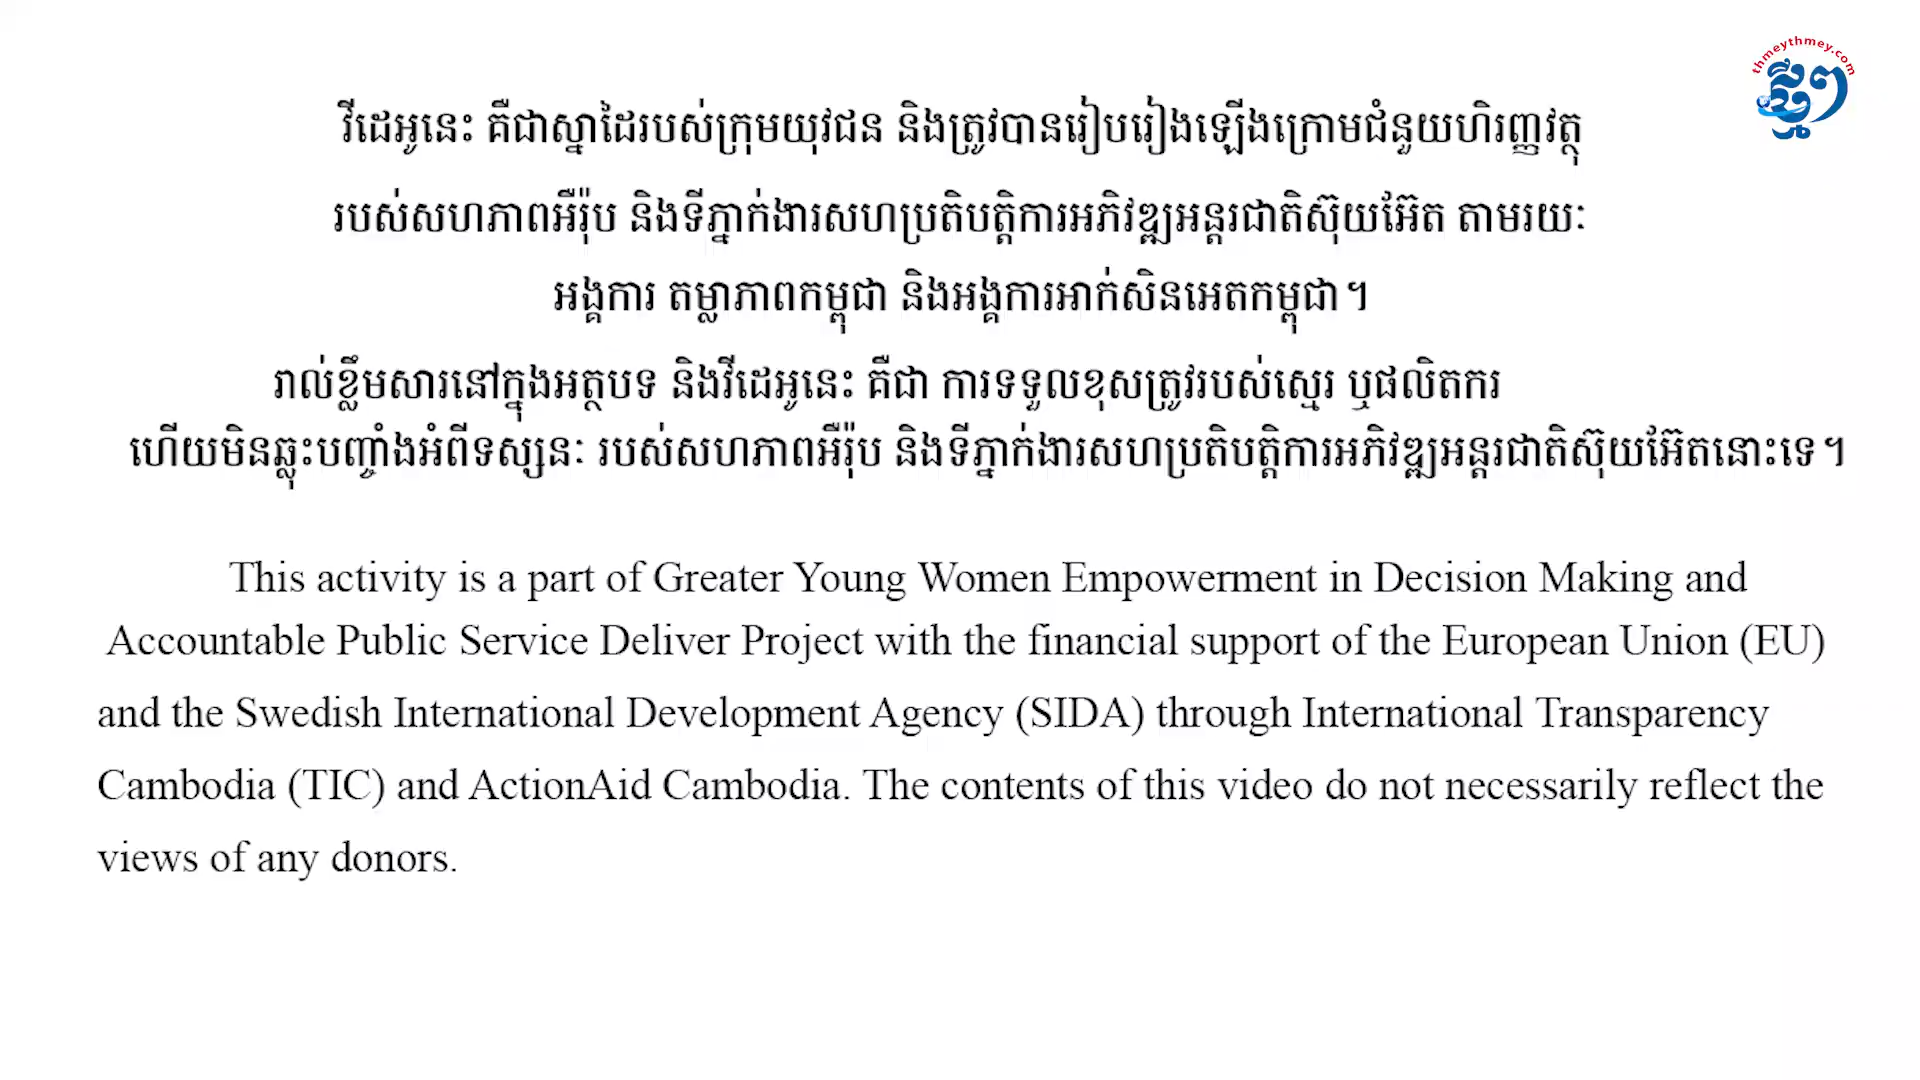 thmeythmey.com
វីដេអូនេះ គឺជាស្នាដៃរបស់ក្រុមយុវជន និងត្រូវបានរៀបរៀងឡើងក្រោមជំនួយហិរញ្ញវត្ថុ
របស់សហភាពអឺរ៉ុប និងទីភ្នាក់ងារសហប្រតិបត្តិការអភិវឌ្ឍអន្តរជាតិស៊ុយអ៊ែត តាមរយៈ
អង្គការ តម្លាភាពកម្ពុជា និងអង្គការអាក់សិនអេតកម្ពុជា។
រាល់ខ្លឹមសារនៅក្នុងអត្ថបទ និងវីដេអូនេះ គឺជា ការទទួលខុសត្រូវរបស់ស្មេរ ឬផលិតករ
ហើយមិនឆ្លុះបញ្ចាំងអំពីទស្សនៈ របស់សហភាពអឺរ៉ុប និងទីភ្នាក់ងារសហប្រតិបត្តិការអភិវឌ្ឍអន្តរជាតិស៊ុយអ៊ែតនោះទេ។
This activity is a part of Greater Young Women Empowerment in Decision Making and
Accountable Public Service Deliver Project with the financial support of the European Union (EU)
and the Swedish International Development Agency (SIDA) through International Transparency
Cambodia (TIC) and ActionAid Cambodia. The contents of this video do not necessarily reflect the
views of any donors.